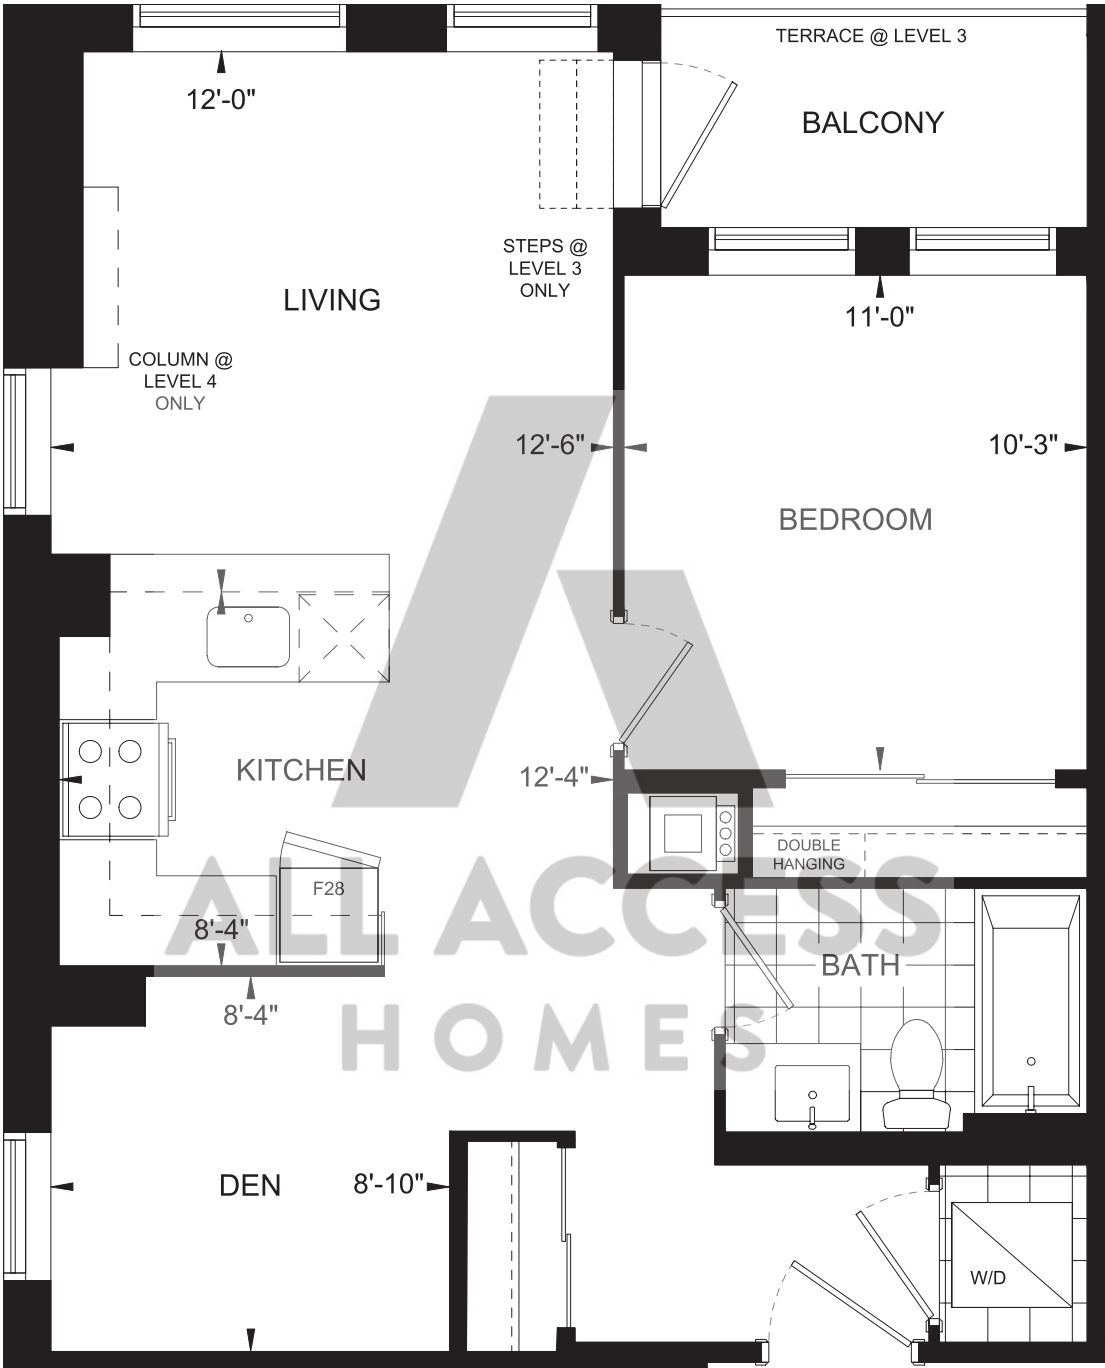 TERRACE @ LEVEL 3
12'-0"
BALCONY
STEPS @
LEVEL 3
ONLY
LIVING
11'-0"
COLUMN @
LEVEL 4
ONLY
12'-6"
10'-3"
BEDROOM
KITCHEN
12'-4"
DOUBLE
HANGING
F28
ALL ACCESS
HOMES
8'-4"
BATH
8'-4"
DEN
8'-10"
W/D